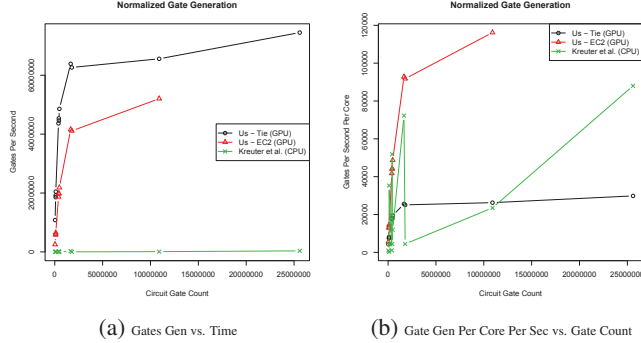 Normalized Gate Generation
Gates Per Second
0 20000000 40000000 60000000
Us − Tie (GPU)
Us − EC2 (GPU)
Kreuter et al. (CPU)
0 5000000 10000000 15000000 20000000 25000000
Circuit Gate Count
(a) Gates Gen vs. Time
Normalized Gate Generation
Gates Per Second Per Core
0 20000 40000 60000 80000 100000 120000
Us − Tie (GPU)
Us − EC2 (GPU)
Kreuter et al. (CPU)
0 5000000 10000000 15000000 20000000 25000000
Circuit Gate Count
(b) Gate Gen Per Core Per Sec vs. Gate Count